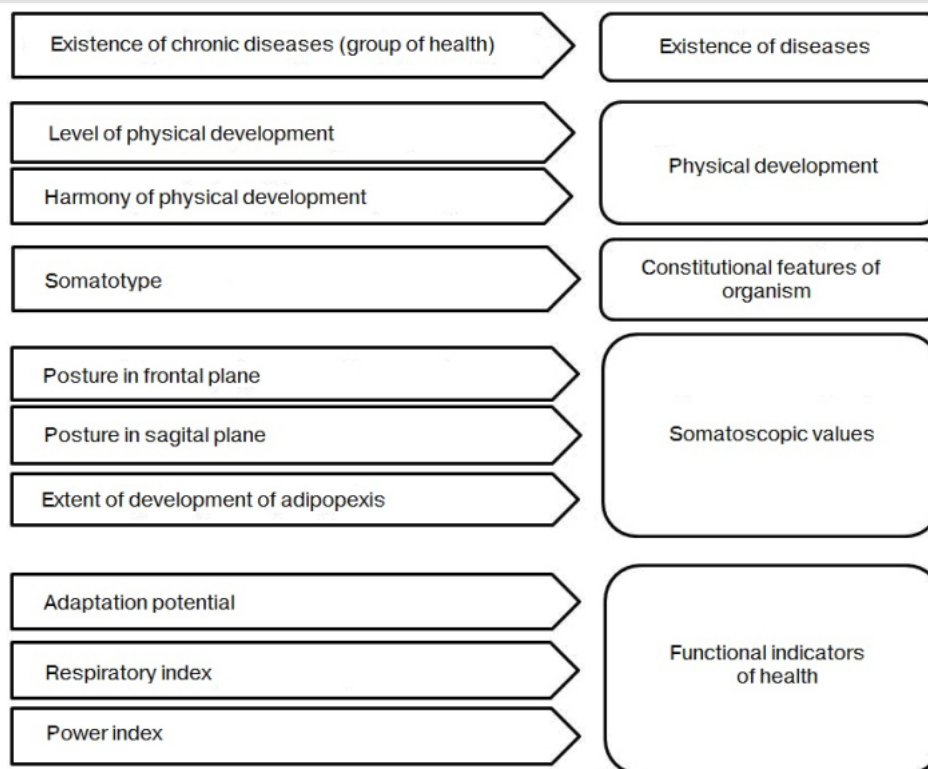 Existence of chronic diseases (group of health)
Existence of diseases
Level of physical development
Harmony of physical development
Physical development
Somatotype
Constitutional features of
organism
Posture in frontal plane
Posture in sagital plane
Extent of development of adipopexis
Somatoscopic values
Adaptation potential
Respiratory index
Power index
Functional indicators
of health